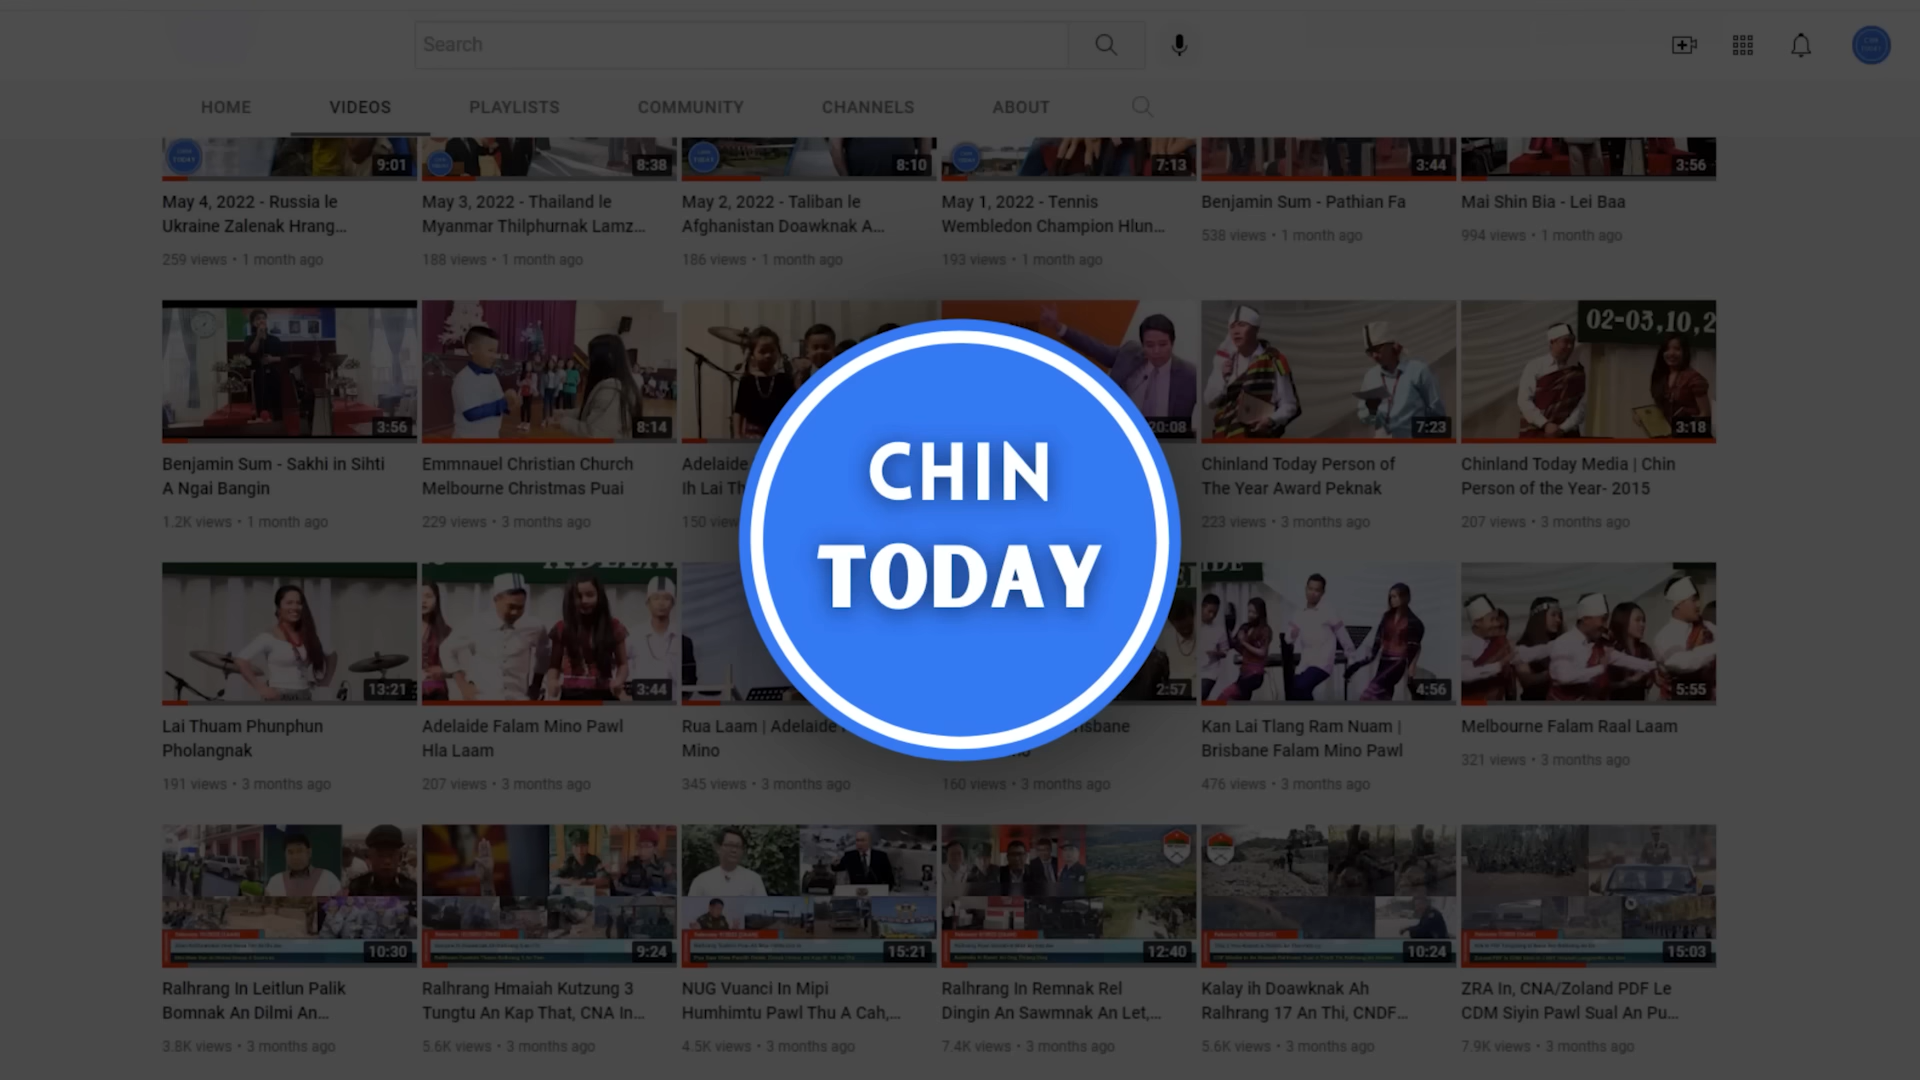 Search
HOME
VIDEOS
PLAYLISTS
COMMUNITY
CHANNELS
ABOUT
9:01
8:38
8:10
7:13
3:44
3:56
May 4, 2022 - Russia le
Ukraine Zalenak Hrang...
259 views • 1 month ago
May 3, 2022 - Thailand le
Myanmar Thilphurnak Lamz...
188 views • 1 month ago
May 2, 2022 - Taliban le
Afghanistan Doawknak A...
186 views • 1 month ago
May 1, 2022 - Tennis
Wembledon Champion Hlun...
193 views • 1 month ago
Benjamin Sum - Pathian Fa
538 views • 1 month ago
Mai Shin Bia - Lei Baa
994 views • 1 month ago
02-03,10,2
3:56
8:14
20:08
7:23
3:18
Benjamin Sum - Sakhi in Sihti
A Ngai Bangin
1.2K views • 1 month ago
Emmnauel Christian Church
Melbourne Christmas Puai
229 views • 3 months ago
Adelaide
Ih Lai Th
150 view
Chinland Today Person of
The Year Award Peknak
223 views • 3 months ago
Chinland Today Media | Chin
Person of the Year- 2015
207 views • 3 months ago
CHIN
TODAY
13:21
3:44
2:57
4:56
5:55
Lai Thuam Phunphun
Pholangnak
191 views • 3 months ago
Adelaide Falam Mino Pawl
Hla Laam
207 views • 3 months ago
Rua Laam | Adelaide
Mino
345 views • 3 months ago
isbane
160 views • 3 months ago
Kan Lai Tlang Ram Nuam |
Brisbane Falam Mino Pawl
476 views • 3 months ago
Melbourne Falam Raal Laam
321 views • 3 months ago
10:30
9:24
15:21
12:40
10:24
15:03
Ralhrang In Leitlun Palik
Bomnak An Dilmi An...
3.8K views • 3 months ago
Ralhrang Hmaiah Kutzung 3
Tungtu An Kap That, CNA In...
5.6K views • 3 months ago
NUG Vuanci In Mipi
Humhimtu Pawl Thu A Cah,...
4.5K views • 3 months ago
Ralhrang In Remnak Rel
Dingin An Sawmnak An Let,...
7.4K views • 3 months ago
Kalay ih Doawknak Ah
Ralhrang 17 An Thi, CNDF...
5.6K views • 3 months ago
ZRA In, CNA/Zoland PDF Le
CDM Siyin Pawl Sual An Pu...
7.9K views • 3 months ago